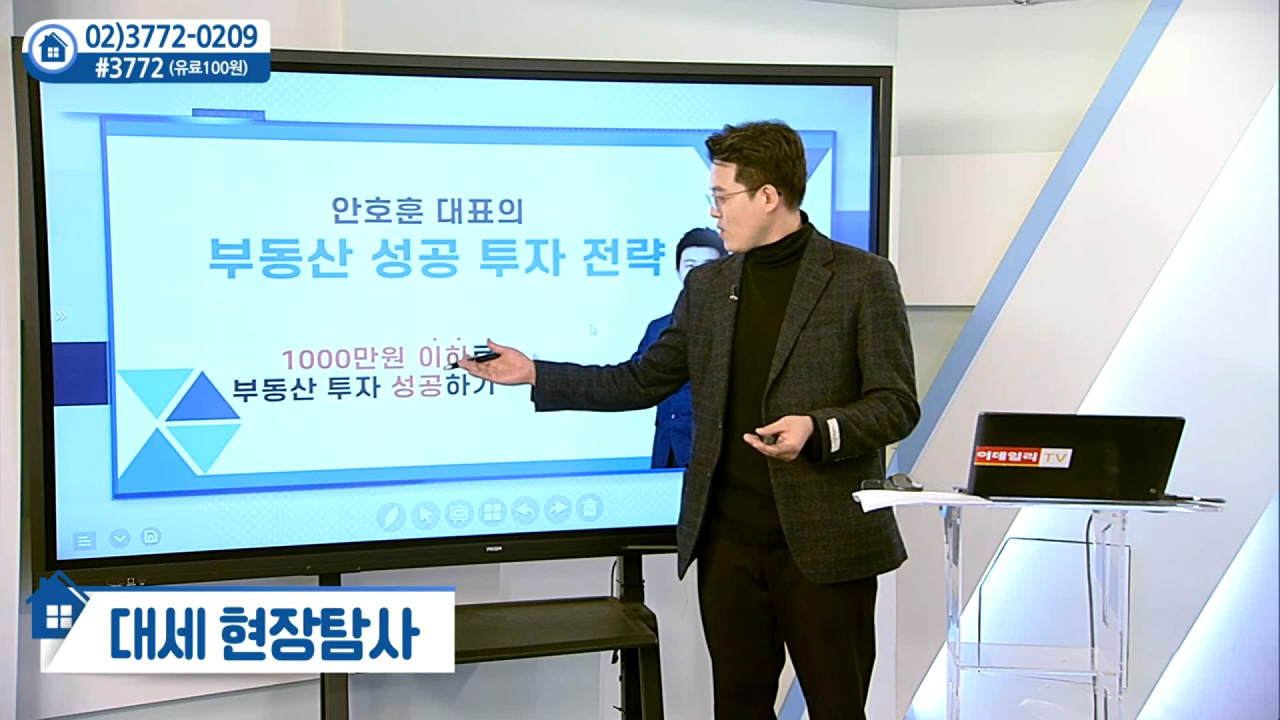 02)3772-0209
#3772 (유료100원)
안호훈 대표의
부동산 성공 투자 전략
1000만원 이하로
부동산 투자 성공하기
이데일리 TV
PRISM
대세 현장탐사